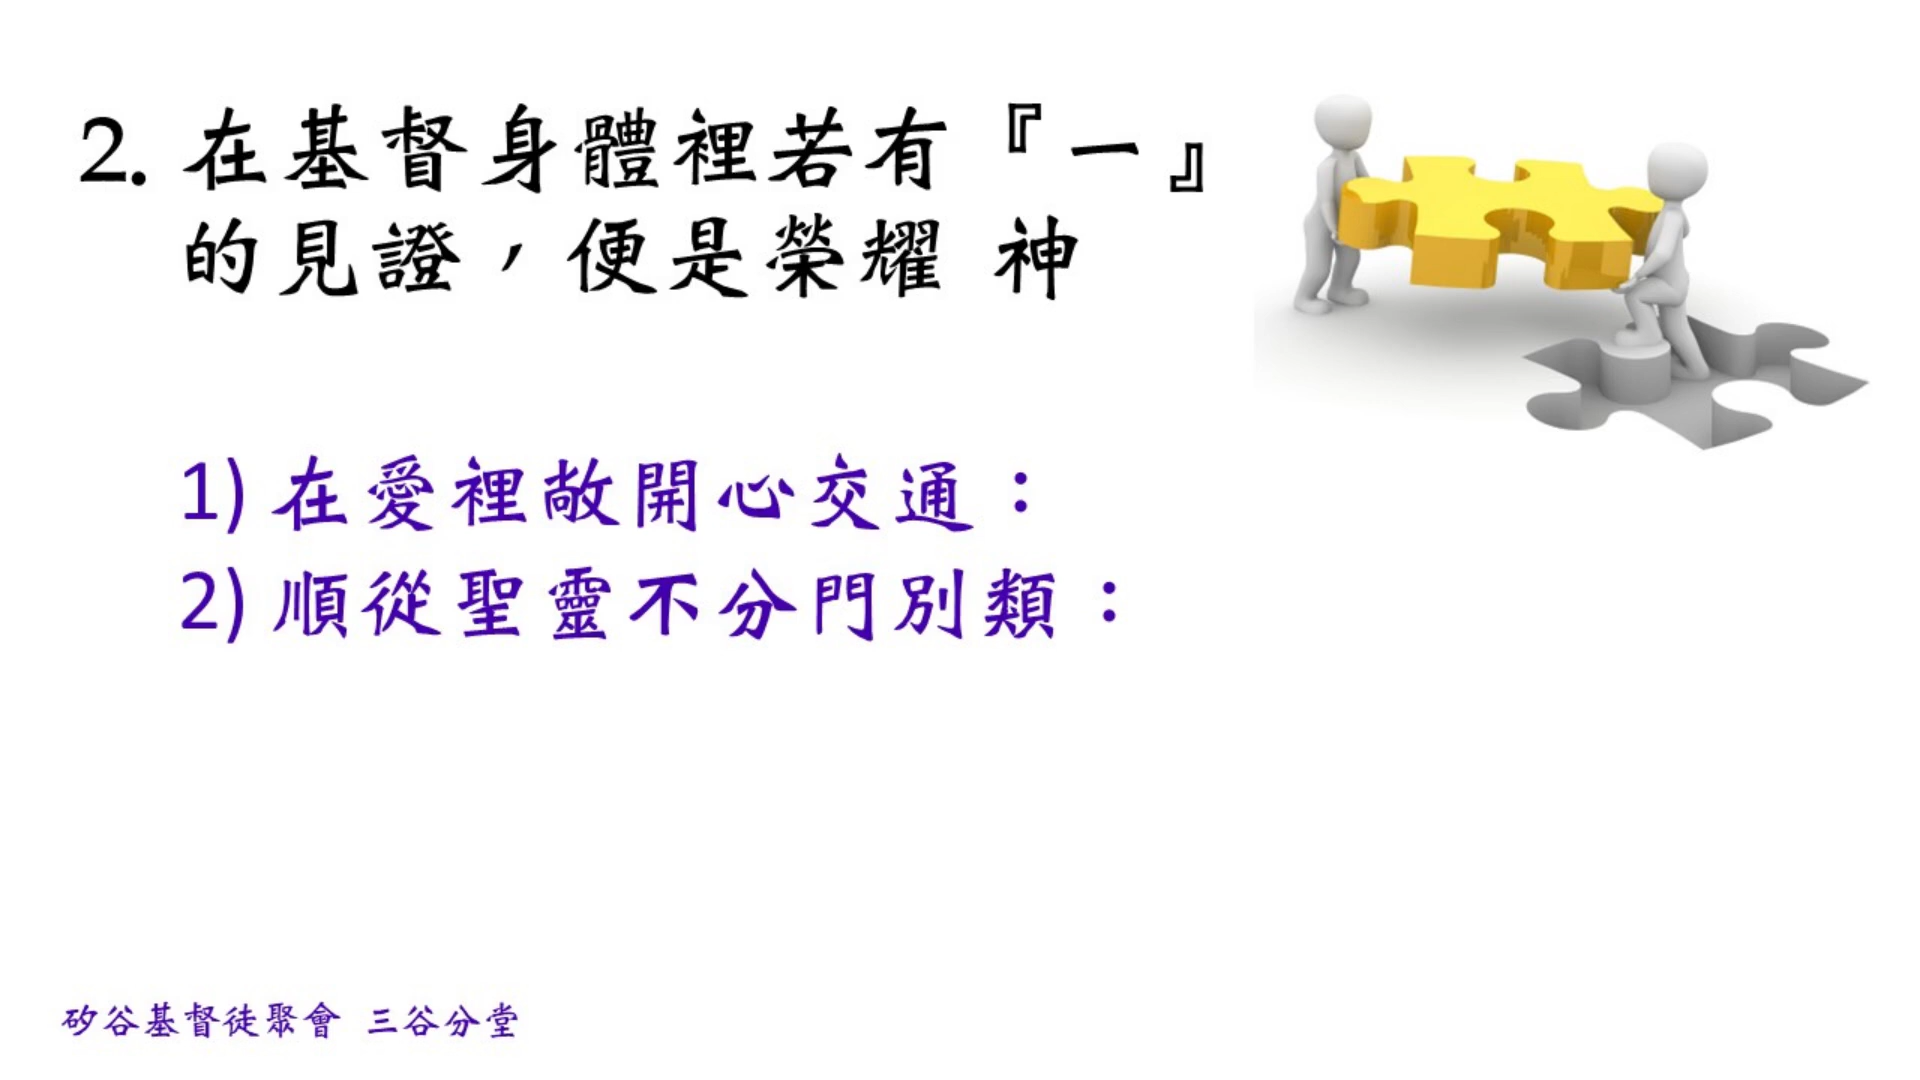 2. 在基督身體裡若有『一』
的見證，便是榮耀 神
1) 在愛裡敞開心交通：
2) 順從聖靈不分門別類：
矽谷基督徒聚會 三谷分堂